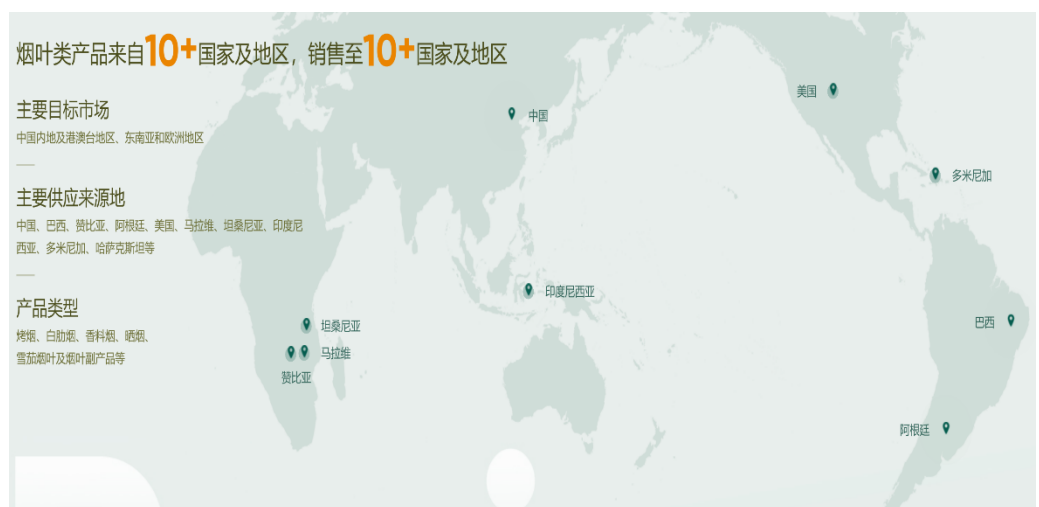 烟叶类产品来自10+国家及地区，销售至10+国家及地区
主要目标市场
中国内地及港澳台地区、东南亚和欧洲地区
主要供应来源地
中国、巴西、赞比亚、阿根廷、美国、马拉维、坦桑尼亚、印度尼
西亚、多米尼加、哈萨克斯坦等
产品类型
烤烟、白肋烟、香料烟、晒烟、
雪茄烟叶及烟叶副产品等
美国
中国
多米尼加
印度尼西亚
坦桑尼亚
巴西
马拉维
赞比亚
阿根廷